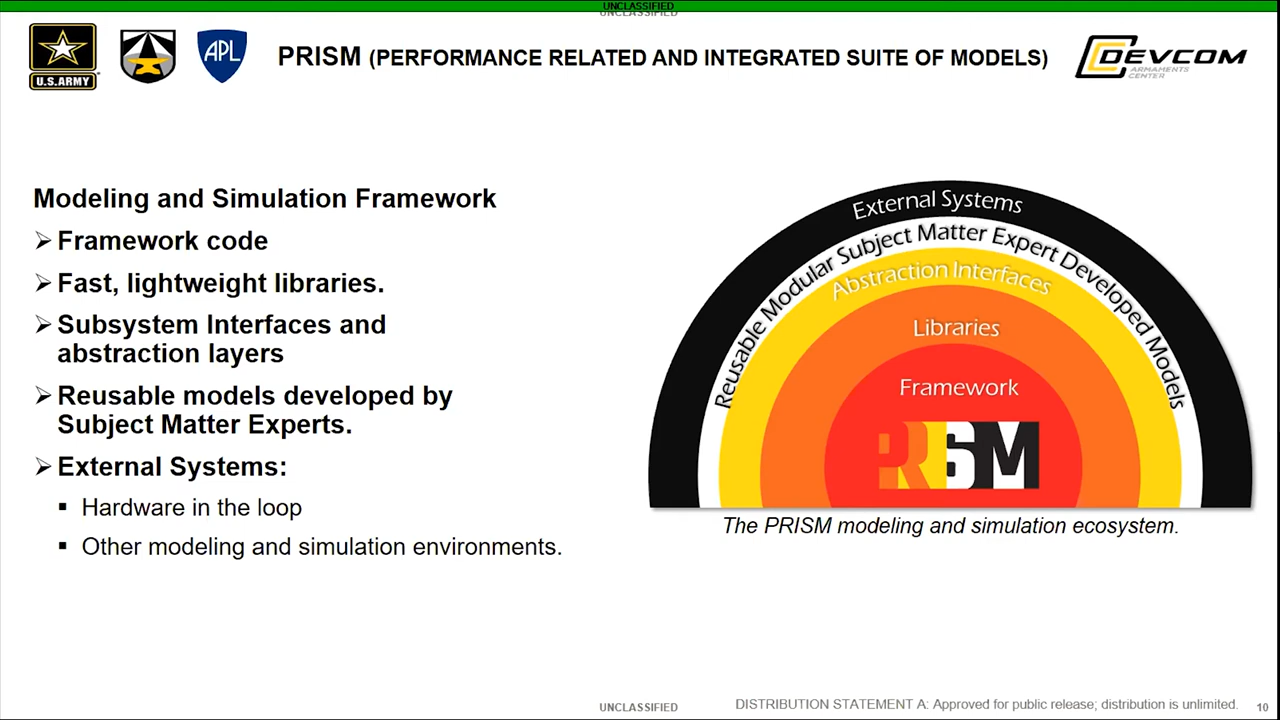 UNCLASSIFIED
UNCLASSIFIED
U.S.ARMY
APL
PRISM (PERFORMANCE RELATED AND INTEGRATED SUITE OF MODELS)
DEVCOM
ARMAMENTS
CENTER
Modeling and Simulation Framework
➢ Framework code
➢ Fast, lightweight libraries.
➢ Subsystem Interfaces and
abstraction layers
➢ Reusable models developed by
Subject Matter Experts.
➢ External Systems:
▪ Hardware in the loop
▪ Other modeling and simulation environments.
External Systems
Reusable Modular Subject Matter Expert Developed Models
Abstraction Interfaces
Libraries
Framework
PRISM
The PRISM modeling and simulation ecosystem.
UNCLASSIFIED
DISTRIBUTION STATEMENT A: Approved for public release; distribution is unlimited.
10